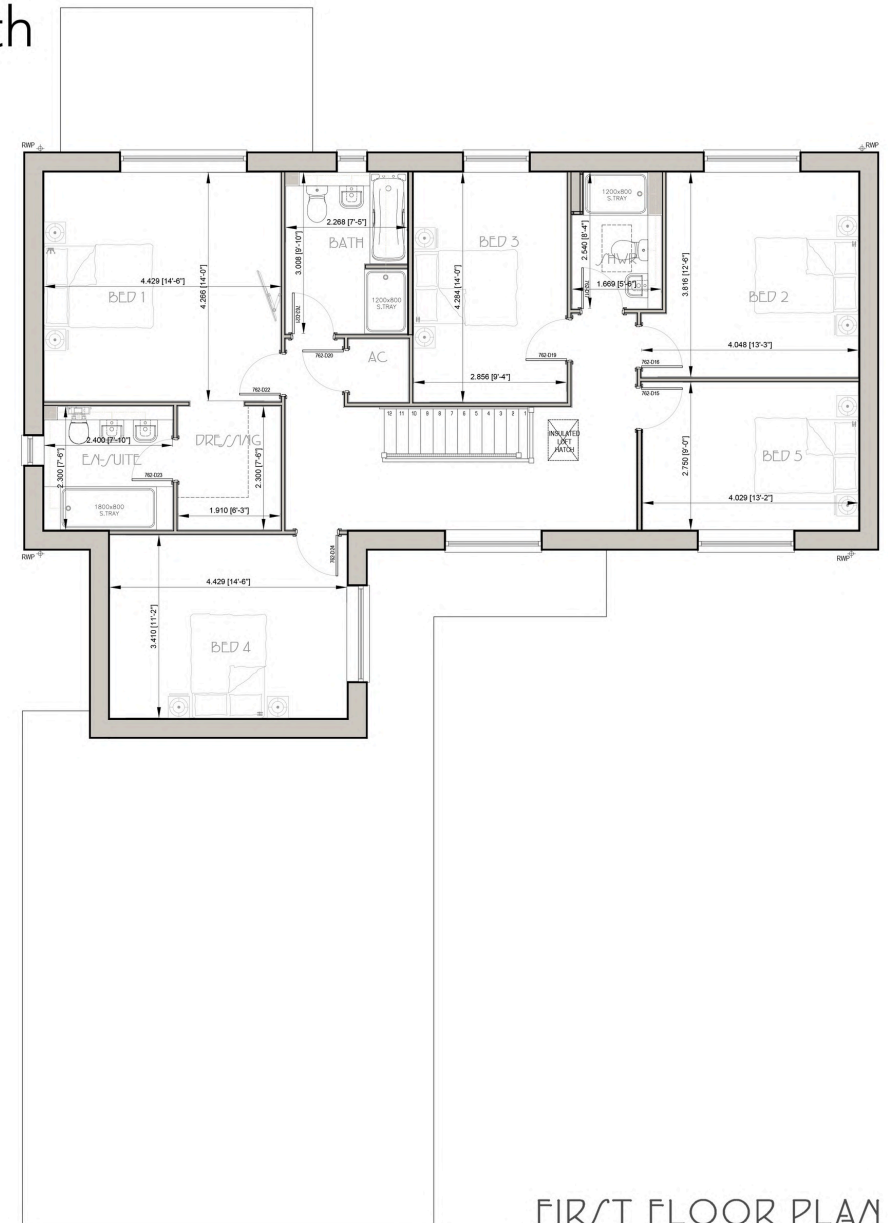 th
RWP
RWP
1200x800
S.TRAY
2.268 [7'-5"]
BATH
3.008 [9'-10"]
BED 3
2.540 [8'-4"]
SHWR
4.429 [14'-6"]
BED 1
4.266 [14'-0"]
4.284 [14'-0"]
1.669 [5'-6"]
3.816 [12'-6"]
BED 2
1200x800
S.TRAY
4.048 [13'-3"]
762-D20
AC
762-D19
762-D16
2.856 [9'-4"]
762-D22
762-D15
12 11 10 9 8 7 6 5 4 3 2 1
INSULATED
LOFT
HATCH
2.400 [7'-10"]
DRESSING
EN-SUITE
2.300 [7'-6"]
762-D23
2.300 [7'-6"]
2.750 [9'-0"]
BED 5
4.029 [13'-2"]
1800x800
S.TRAY
1.910 [6'-3"]
RWP
762-D24
RWP
4.429 [14'-6"]
3.410 [11'-2"]
BED 4
FIRST FLOOR PLAN